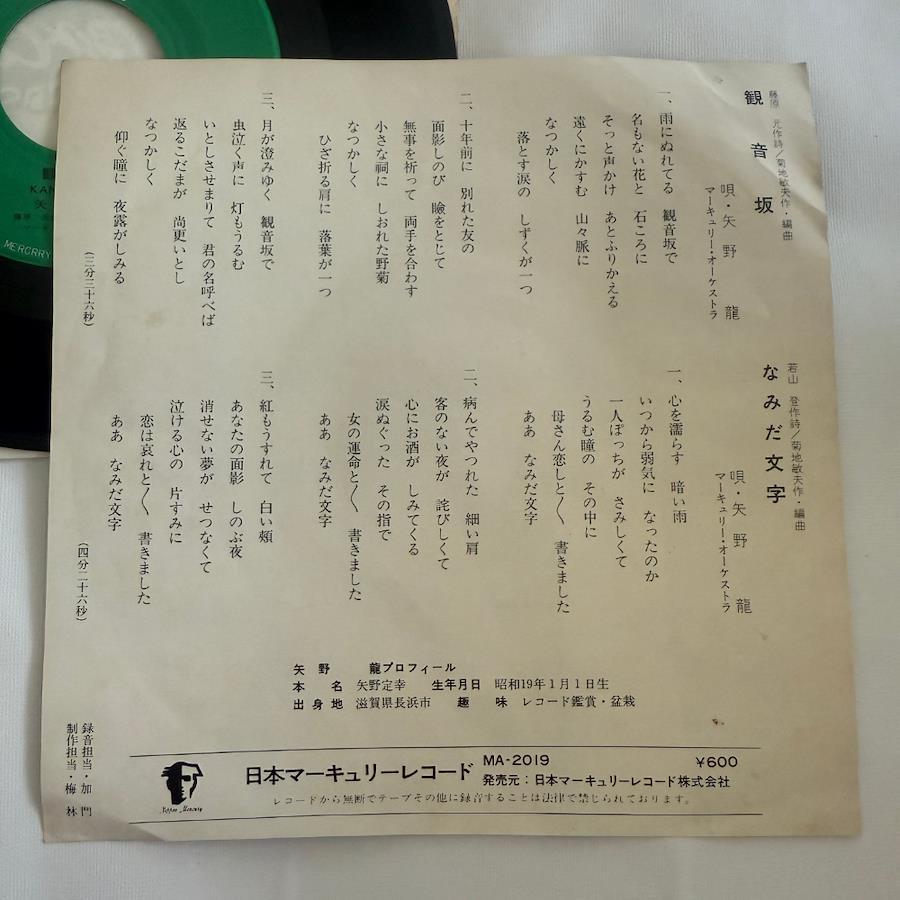 観音坂
藤原　元作詩／菊地敏夫作・編曲
唄・矢野　龍
マーキュリー・オーケストラ
一、雨にぬれてる　観音坂で
名もない花と　石ころに
そっと声かけ　あとふりかえる
遠くにかすむ　山々脈に
なつかしく
落とす涙の　しずくが一つ
二、十年前に　別れた友の
面影しのび　瞼をとじて
無事を祈って　両手を合わす
小さな祠に　しおれた野菊
なつかしく
ひざ折る肩に　落葉が一つ
三、月が澄みゆく　観音坂で
虫泣く声に　灯もうるむ
いとしさせまりて　君の名呼べば
返るこだまが　尚更いとし
なつかしく
仰ぐ瞳に　夜露がしみる
（三分三十六秒）
なみだ文字
若山　登作詩／菊地敏夫作・編曲
唄・矢野　龍
マーキュリー・オーケストラ
一、心を濡らす　暗い雨
いつから弱気に　なったのか
一人ぽっちが　さみしくて
うるむ瞳の　その中に
母さん恋しと〱　書きました
ああ　なみだ文字
二、病んでやつれた　細い肩
客のない夜が　詫びしくて
心にお酒が　しみてくる
涙ぬぐった　その指で
女の運命と〱　書きました
ああ　なみだ文字
三、紅もうすれて　白い頬
あなたの面影　しのぶ夜
消せない夢が　せつなくて
泣ける心の　片すみに
恋は哀れと〱　書きました
ああ　なみだ文字
（四分二十六秒）
矢野　龍プロフィール
本名　矢野定幸　生年月日　昭和19年1月1日生
出身地　滋賀県長浜市　趣味　レコード鑑賞・盆栽
録音担当・加門
制作担当・梅林
日本マーキュリーレコード
MA-2019
¥600
発売元：日本マーキュリーレコード株式会社
レコードから無断でテープその他に録音することは法律で禁じられております。
Nippon Mercury
KAN
矢
MERCRRY